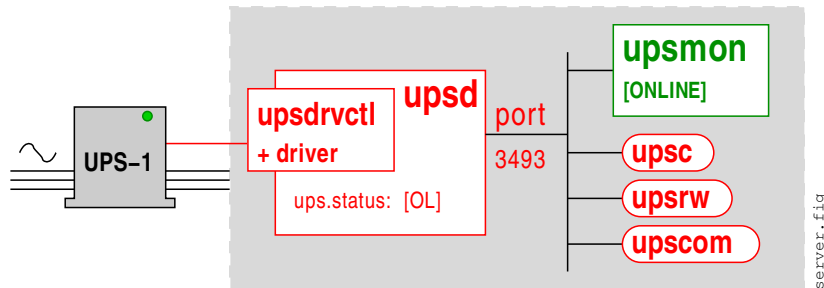 UPS−1
upsdrvctl
+ driver
upsd
ups.status: [OL]
port
3493
upsmon
[ONLINE]
upsc
upsrw
upscom
server.fig